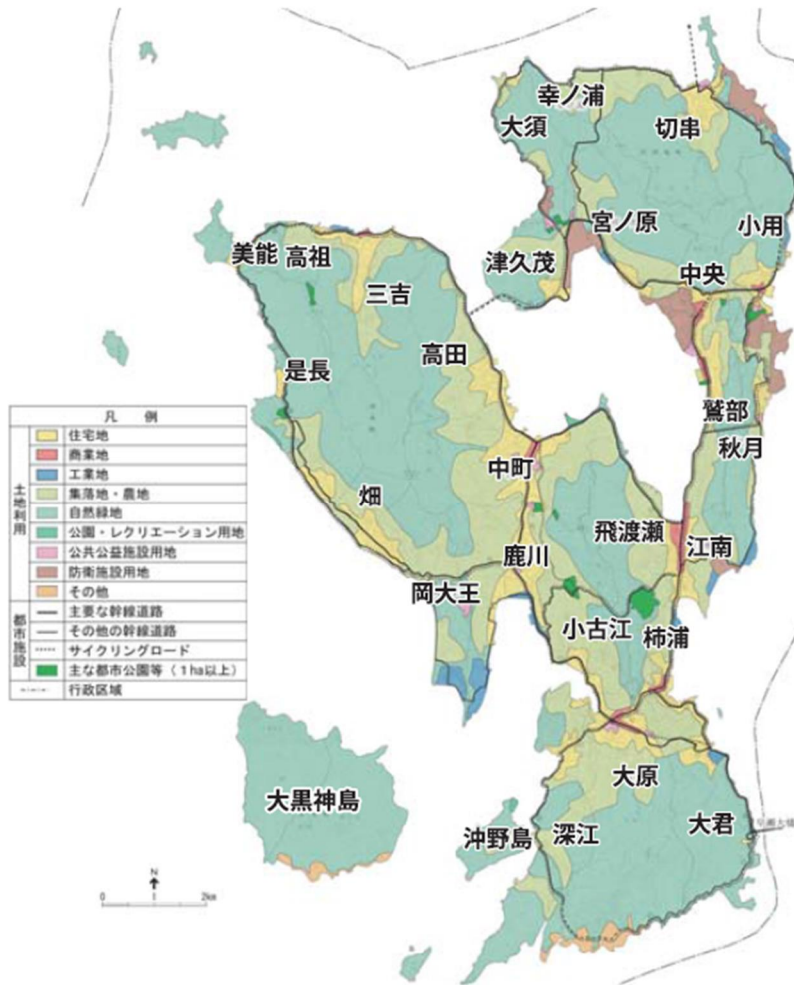 幸ノ浦
大須
切串
宮ノ原
小用
美能
高祖
津久茂
中央
三吉
高田
是長
鷲部
秋月
中町
畑
飛渡瀬
鹿川
江南
岡大王
小古江
柿浦
大原
大黒神島
沖野島
深江
大君
早瀬大橋
凡 例
土地利用
住宅地
商業地
工業地
集落地・農地
自然緑地
公園・レクリエーション用地
公共公益施設用地
防衛施設用地
その他
都市施設
主要な幹線道路
その他の幹線道路
サイクリングロード
主な都市公園等（1ha以上）
行政区域
N
0 1 2km